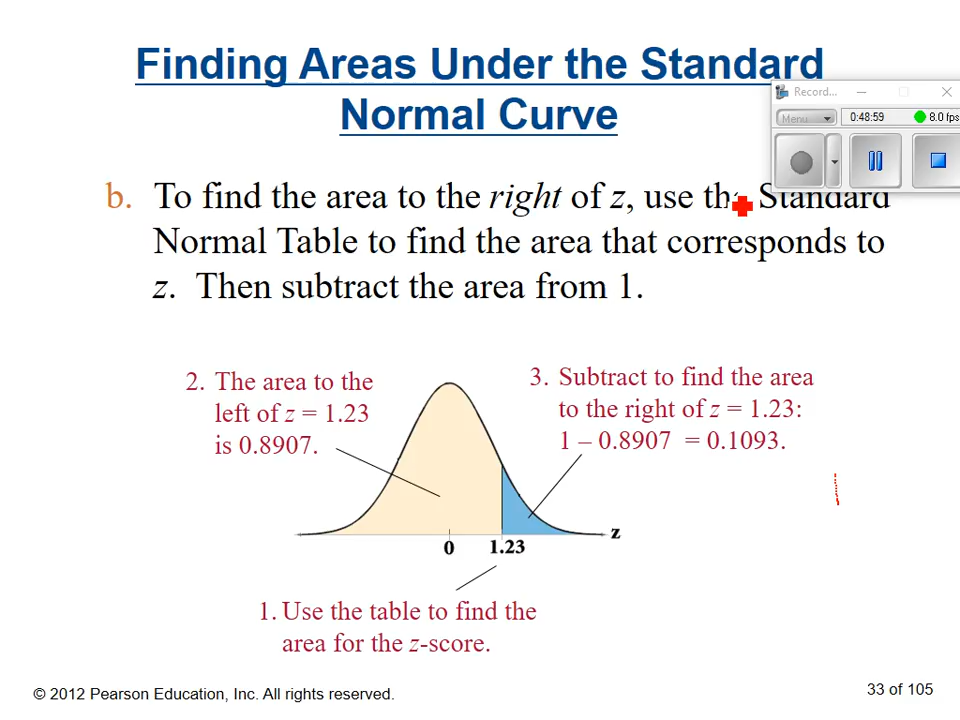 Finding Areas Under the Standard
Normal Curve
Record...
Menu
0:48:59
8.0 fps
b. To find the area to the right of z, use the Standard
Normal Table to find the area that corresponds to
z. Then subtract the area from 1.
2. The area to the
left of z = 1.23
is 0.8907.
3. Subtract to find the area
to the right of z = 1.23:
1 – 0.8907 = 0.1093.
z
0
1.23
1. Use the table to find the
area for the z-score.
© 2012 Pearson Education, Inc. All rights reserved.
33 of 105